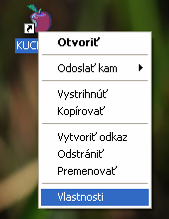 KUCH
Otvoriť
Odoslať kam
Vystrihnúť
Kopírovať
Vytvoriť odkaz
Odstrániť
Premenovať
Vlastnosti